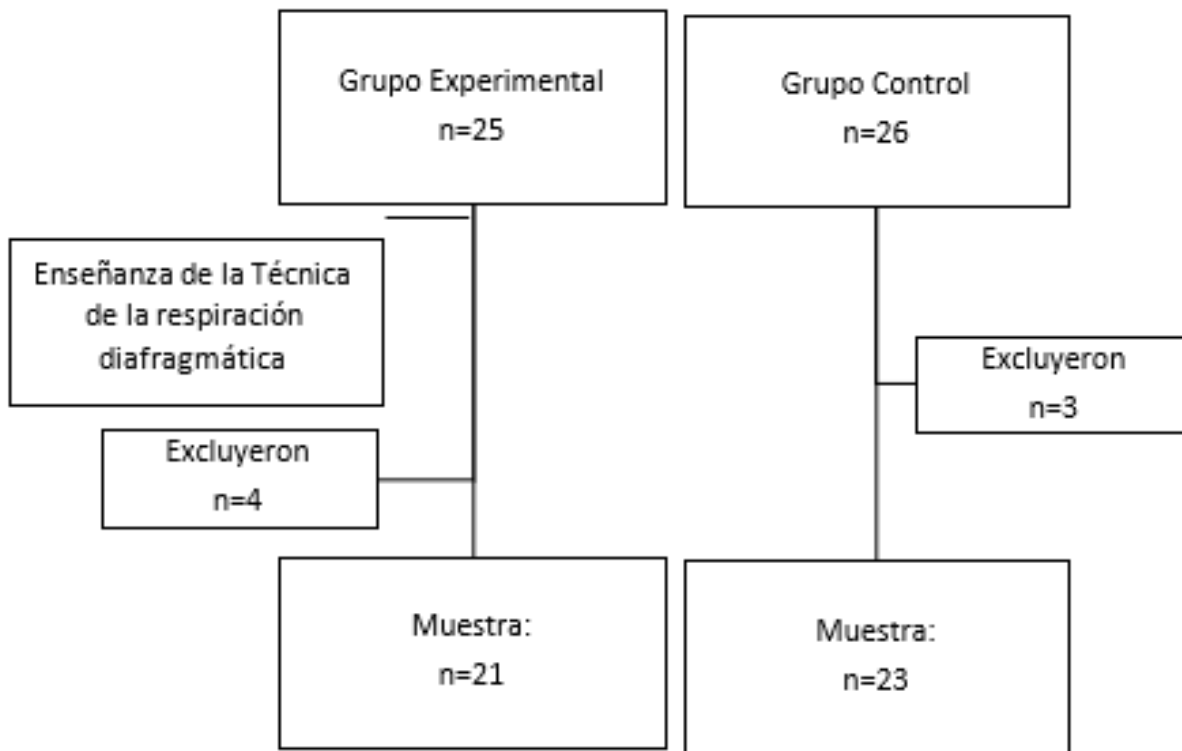 Grupo Experimental
n=25
Grupo Control
n=26
Enseñanza de la Técnica
de la respiración
diafragmática
Excluyeron
n=3
Excluyeron
n=4
Muestra:
n=21
Muestra:
n=23